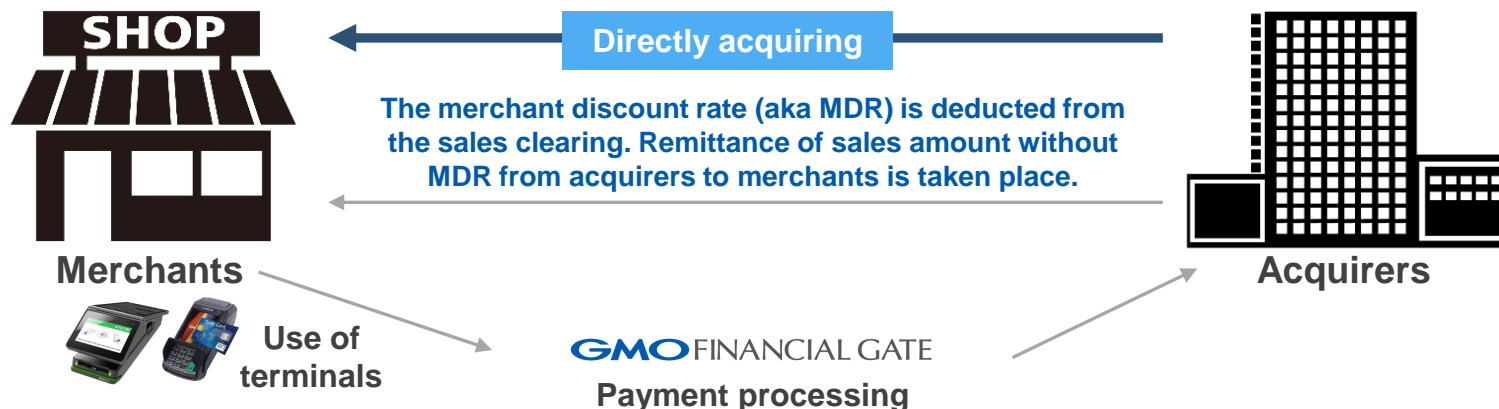 SHOP
Directly acquiring
The merchant discount rate (aka MDR) is deducted from
the sales clearing. Remittance of sales amount without
MDR from acquirers to merchants is taken place.
Merchants
Acquirers
Use of
terminals
GMO FINANCIAL GATE
Payment processing